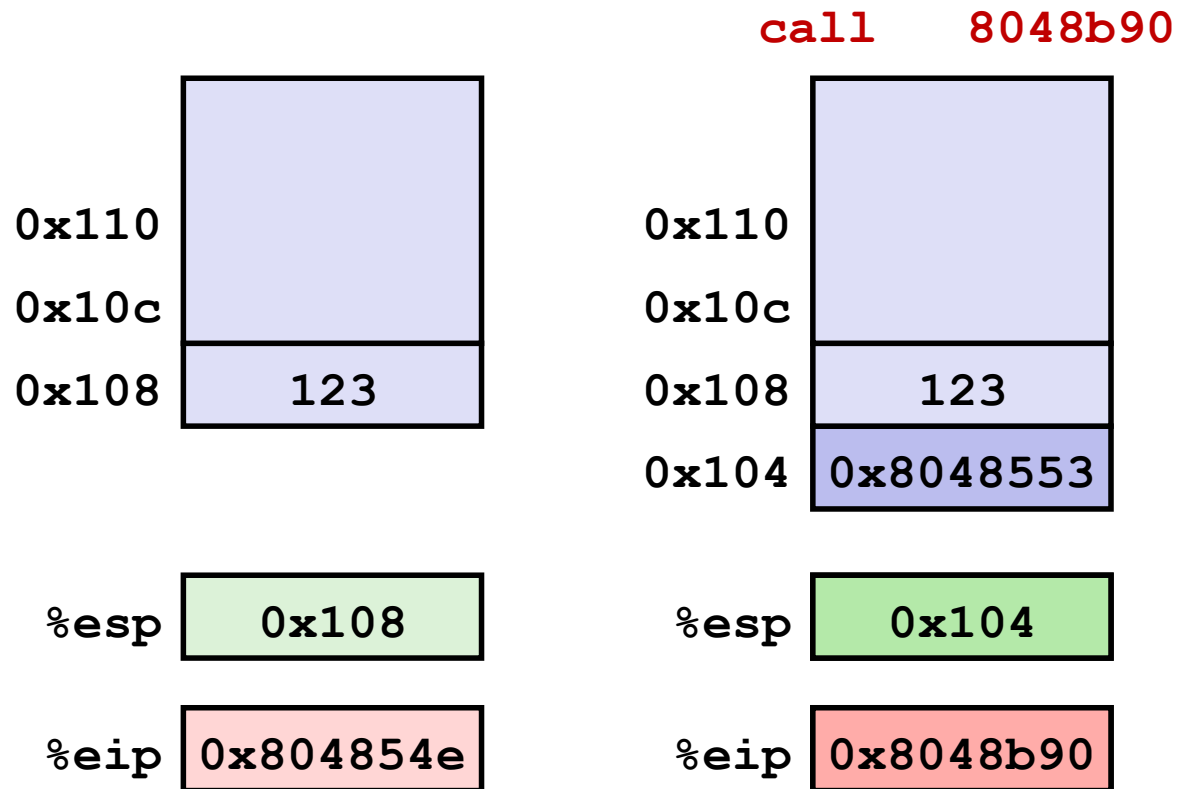 call 8048b90
0x110 0x110
0x10c 0x10c
0x108 123 0x108 123
0x104 0x8048553
%esp 0x108 %esp 0x104
%eip 0x804854e %eip 0x8048b90